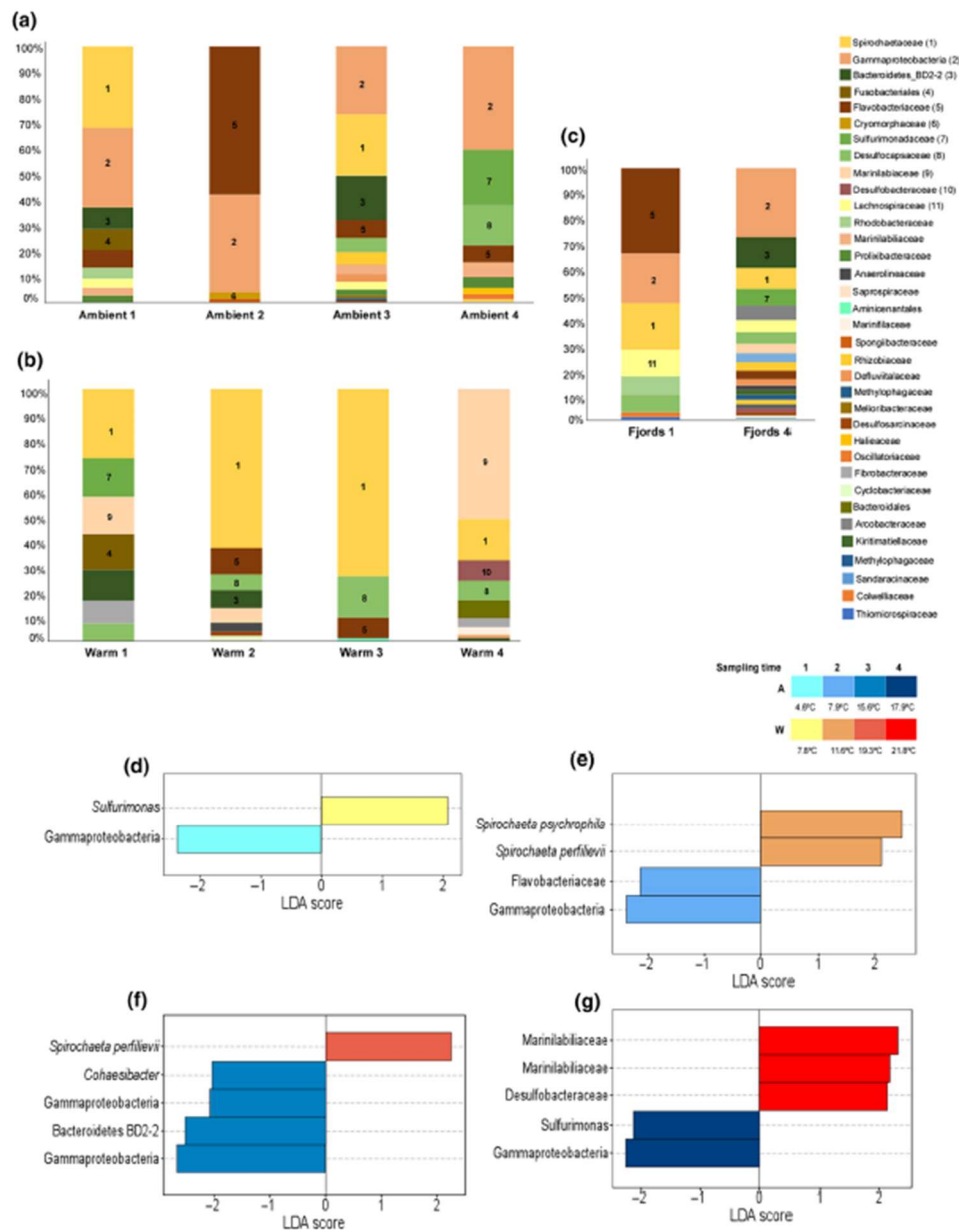 (a)
100%
90%
80%
70%
60%
50%
40%
30%
20%
10%
0%
1
2
3
4
5
2
6
2
1
3
5
2
7
8
5
Ambient 1 Ambient 2 Ambient 3 Ambient 4
(b)
100%
90%
80%
70%
60%
50%
40%
30%
20%
10%
0%
1
7
9
4
1
5
8
3
1
8
5
9
1
10
8
Warm 1 Warm 2 Warm 3 Warm 4
(c)
100%
90%
80%
70%
60%
50%
40%
30%
20%
10%
0%
5
2
1
11
2
3
1
7
Fjords 1 Fjords 4
Spirochaetaceae (1)
Gammaproteobacteria (2)
Bacteroidetes_BD2-2 (3)
Fusobacteriales (4)
Flavobacteriaceae (5)
Cryomorphaceae (6)
Sulfurimonadaceae (7)
Desulfocapsaceae (8)
Marinilabiaceae (9)
Desulfobacteraceae (10)
Lachnospiraceae (11)
Rhodobacteraceae
Marinilabiliaceae
Prolixibacteraceae
Anaerolineaceae
Saprospiraceae
Aminicenantales
Marinifilaceae
Spongiibacteraceae
Rhizobiaceae
Defluviitalaceae
Methylophagaceae
Melioribacteraceae
Desulfosarcinaceae
Halieaceae
Oscillatoriaceae
Fibrobacteraceae
Cyclobacteriaceae
Bacteroidales
Arcobacteraceae
Kiritimatiellaceae
Methylophagaceae
Sandaracinaceae
Colwelliaceae
Thiomicrospiraceae
Sampling time 1 2 3 4
A
4.6ºC 7.9ºC 15.6ºC 17.9ºC
W
7.8ºC 11.6ºC 19.3ºC 21.8ºC
(d)
Sulfurimonas
Gammaproteobacteria
−2 −1 0 1 2
LDA score
(e)
Spirochaeta psychrophila
Spirochaeta perfilievii
Flavobacteriaceae
Gammaproteobacteria
−2 −1 0 1 2
LDA score
(f)
Spirochaeta perfilievii
Cohaesibacter
Gammaproteobacteria
Bacteroidetes BD2-2
Gammaproteobacteria
−2 −1 0 1 2
LDA score
(g)
Marinilabiliaceae
Marinilabiliaceae
Desulfobacteraceae
Sulfurimonas
Gammaproteobacteria
−2 −1 0 1 2
LDA score